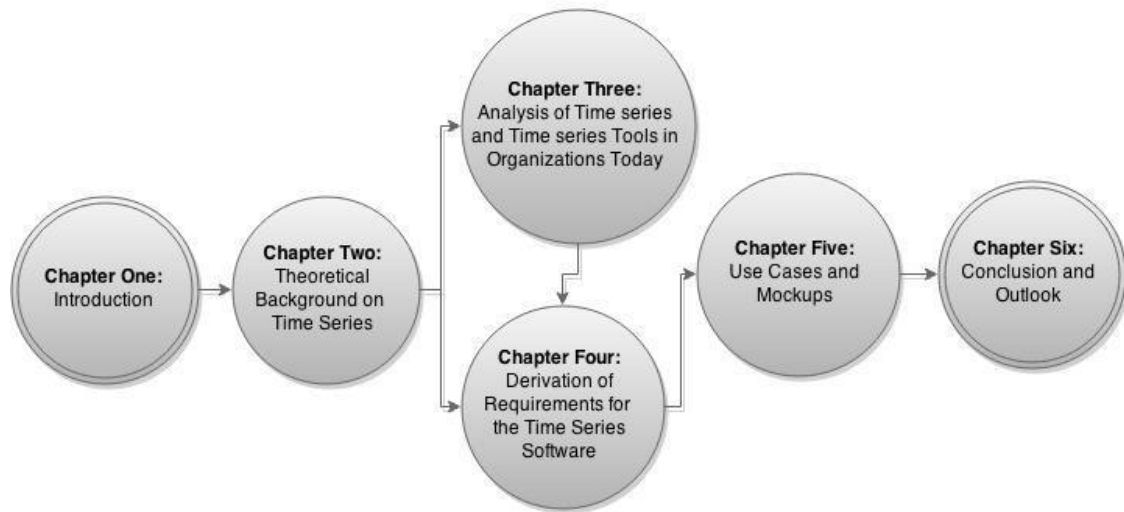 Chapter One:
Introduction
Chapter Two:
Theoretical
Background on
Time Series
Chapter Three:
Analysis of Time series
and Time series Tools in
Organizations Today
Chapter Four:
Derivation of
Requirements for
the Time Series
Software
Chapter Five:
Use Cases and
Mockups
Chapter Six:
Conclusion and
Outlook